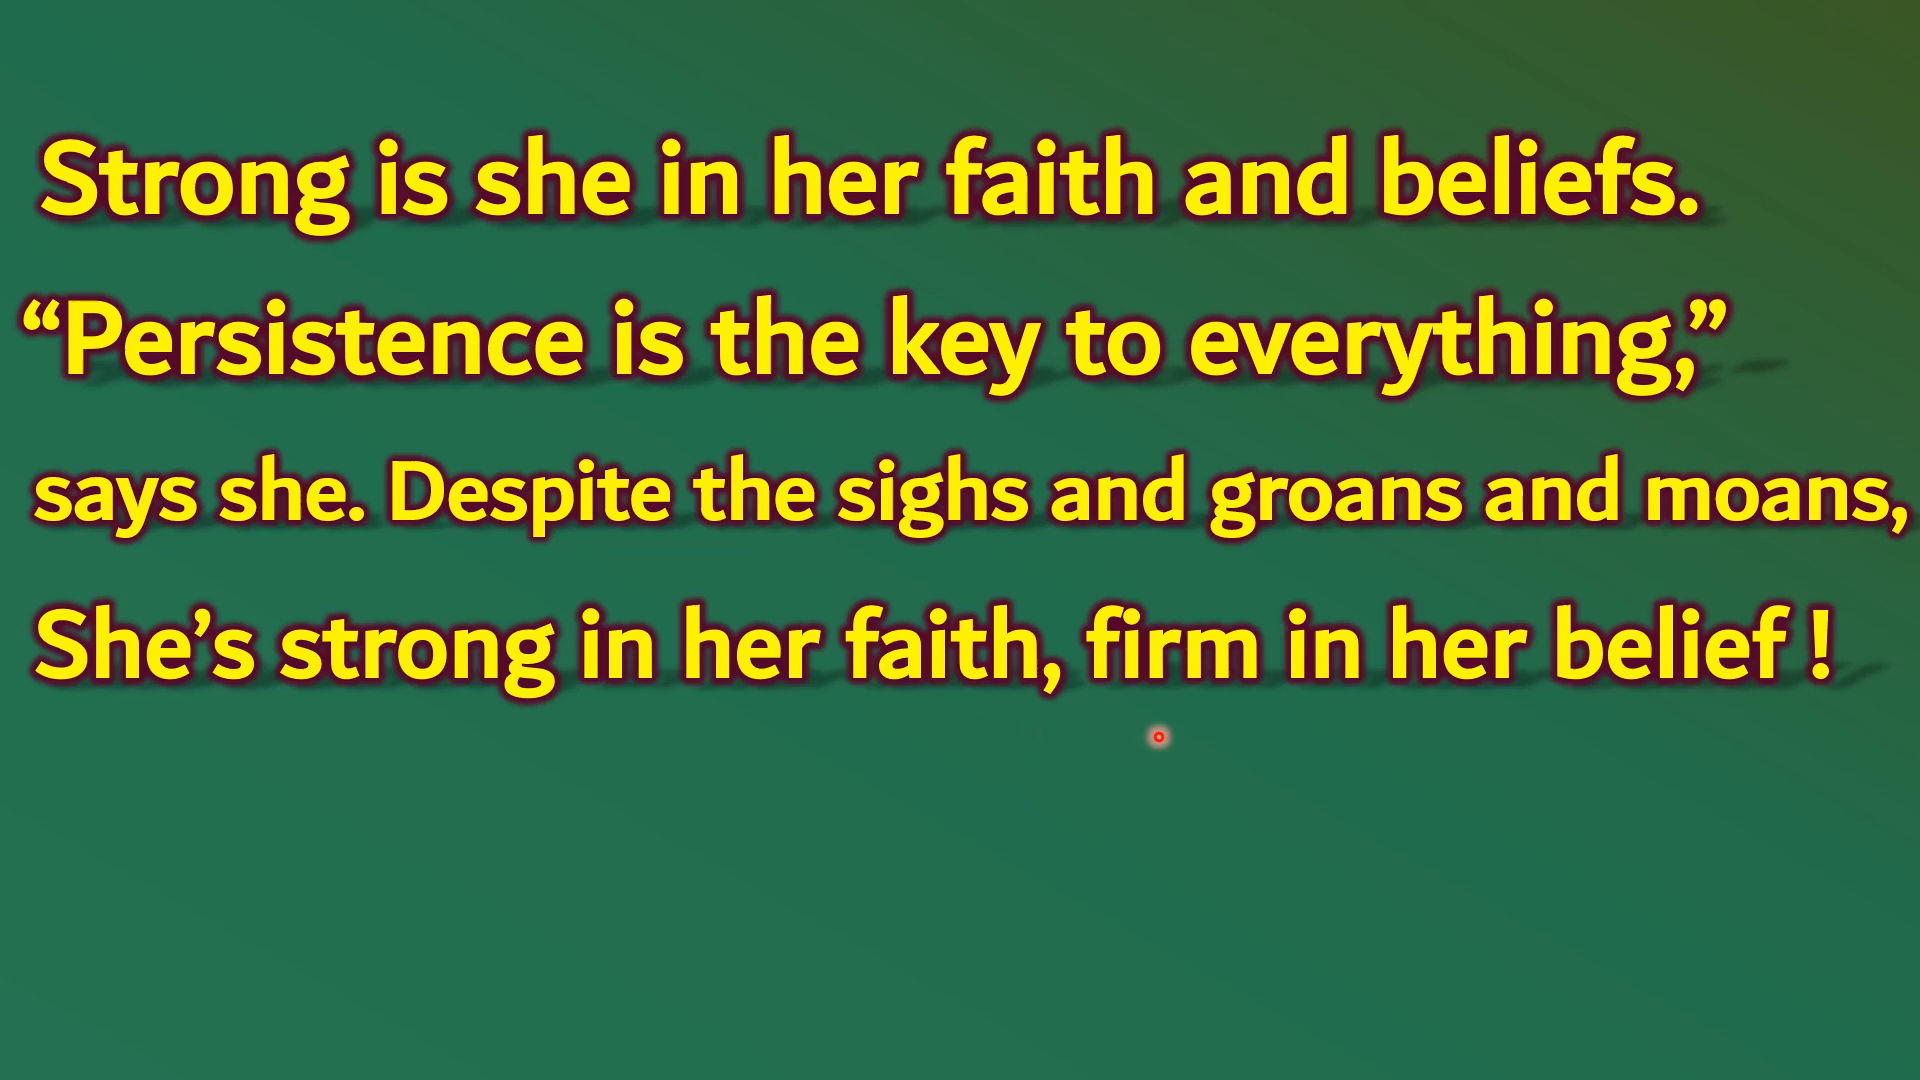 Strong is she in her faith and beliefs.
“Persistence is the key to everything,”
says she. Despite the sighs and groans and moans,
She’s strong in her faith, firm in her belief !